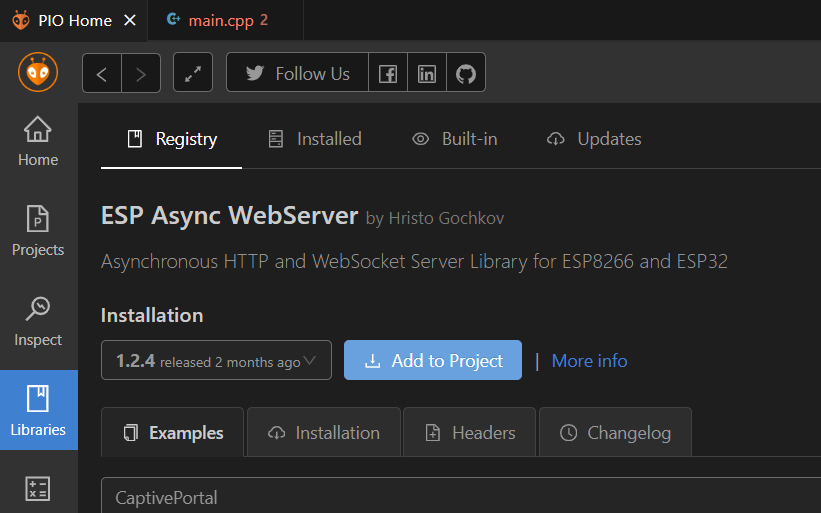 PIO Home main.cpp 2
Follow Us
Home
Projects
Inspect
Libraries
Registry Installed Built-in Updates
ESP Async WebServer by Hristo Gochkov
Asynchronous HTTP and WebSocket Server Library for ESP8266 and ESP32
Installation
1.2.4 released 2 months ago Add to Project | More info
Examples Installation Headers Changelog
CaptivePortal